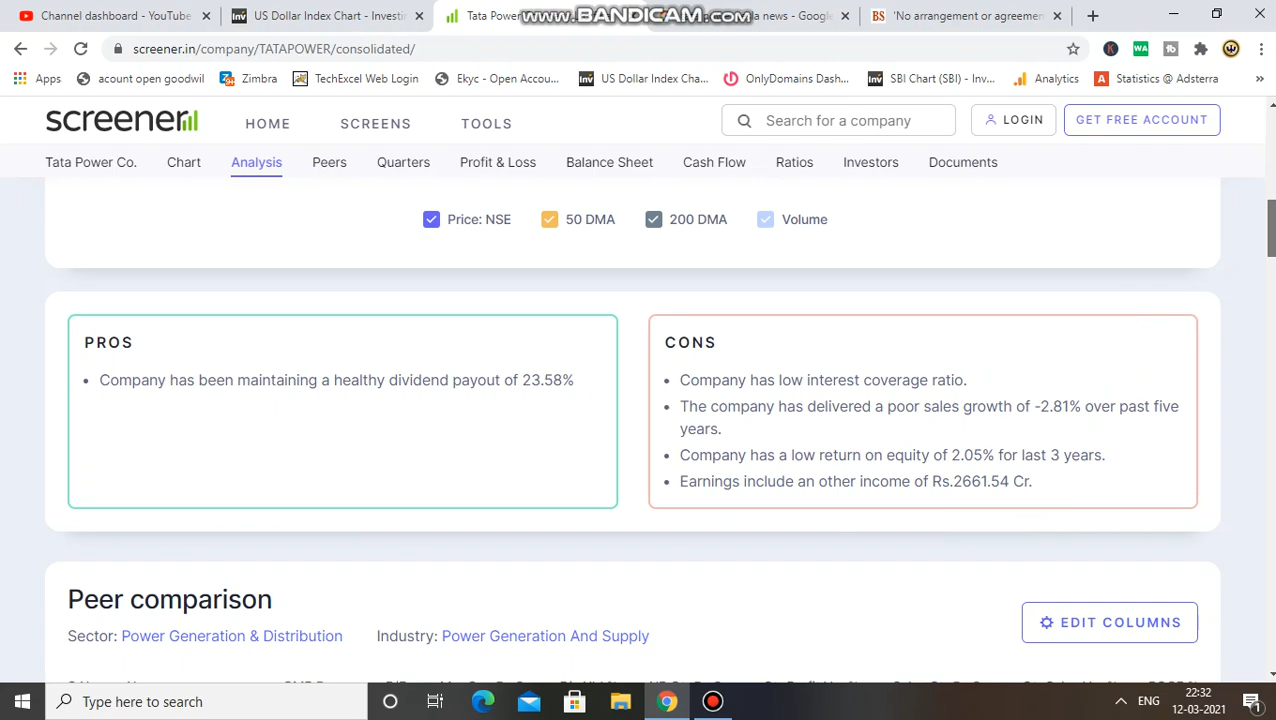 Channel dashboard - YouTube
US Dollar Index Chart - Investin
Tata Powe
www.BANDICAM.com
a news - Google
'No arrangement or agreemen
screener.in/company/TATAPOWER/consolidated/
Apps
acount open goodwil
Zimbra
TechExcel Web Login
Ekyc - Open Accou...
US Dollar Index Cha...
OnlyDomains Dash...
SBI Chart (SBI) - Inv...
Analytics
Statistics @ Adsterra
screener
HOME
SCREENS
TOOLS
Search for a company
LOGIN
GET FREE ACCOUNT
Tata Power Co.
Chart
Analysis
Peers
Quarters
Profit & Loss
Balance Sheet
Cash Flow
Ratios
Investors
Documents
Price: NSE
50 DMA
200 DMA
Volume
PROS
• Company has been maintaining a healthy dividend payout of 23.58%
CONS
• Company has low interest coverage ratio.
• The company has delivered a poor sales growth of -2.81% over past five
years.
• Company has a low return on equity of 2.05% for last 3 years.
• Earnings include an other income of Rs.2661.54 Cr.
Peer comparison
EDIT COLUMNS
Sector: Power Generation & Distribution
Industry: Power Generation And Supply
Type here to search
ENG
22:32
12-03-2021